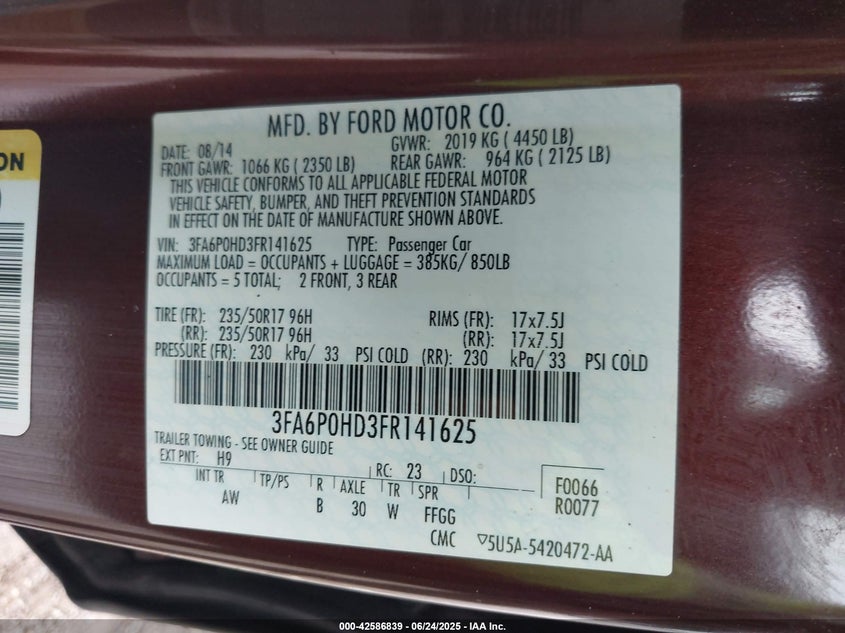 ON
MFD. BY FORD MOTOR CO.
DATE: 08/14 GVWR: 2019 KG ( 4450 LB)
FRONT GAWR: 1066 KG ( 2350 LB) REAR GAWR: 964 KG ( 2125 LB)
THIS VEHICLE CONFORMS TO ALL APPLICABLE FEDERAL MOTOR
VEHICLE SAFETY, BUMPER, AND THEFT PREVENTION STANDARDS
IN EFFECT ON THE DATE OF MANUFACTURE SHOWN ABOVE.
VIN: 3FA6P0HD3FR141625 TYPE: Passenger Car
MAXIMUM LOAD = OCCUPANTS + LUGGAGE = 385KG/ 850LB
OCCUPANTS = 5 TOTAL; 2 FRONT, 3 REAR
TIRE (FR): 235/50R17 96H RIMS (FR): 17x7.5J
(RR): 235/50R17 96H (RR): 17x7.5J
PRESSURE (FR): 230 kPa/ 33 PSI COLD (RR): 230 kPa/ 33 PSI COLD
3FA6P0HD3FR141625
TRAILER TOWING - SEE OWNER GUIDE
EXT PNT: H9 RC: 23 DSO:
INT TR TP/PS R AXLE TR SPR F0066
AW B 30 W FFGG R0077
CMC ▽5U5A-5420472-AA
000-42586839 - 06/24/2025 - IAA Inc.